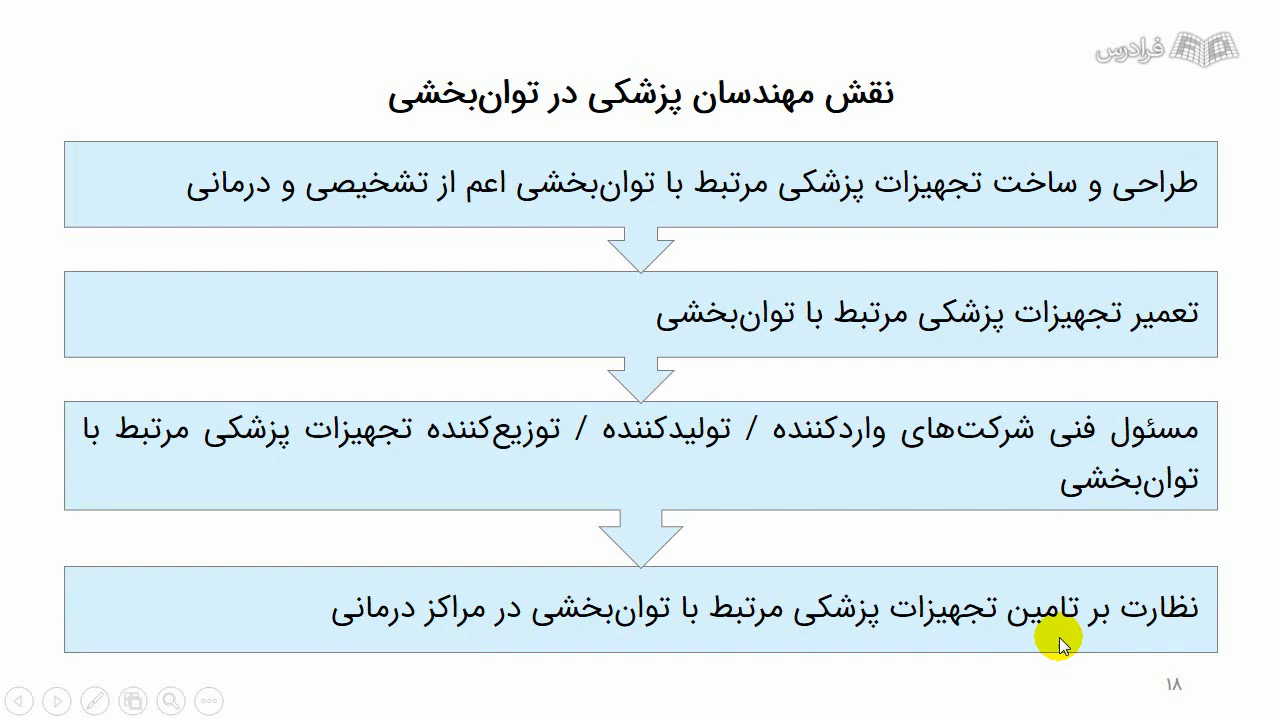 فرادرس
نقش مهندسان پزشکی در توان‌بخشی
طراحی و ساخت تجهیزات پزشکی مرتبط با توان‌بخشی اعم از تشخیصی و درمانی
تعمیر تجهیزات پزشکی مرتبط با توان‌بخشی
مسئول فنی شرکت‌های واردکننده / تولیدکننده / توزیع‌کننده تجهیزات پزشکی مرتبط با
توان‌بخشی
نظارت بر تامین تجهیزات پزشکی مرتبط با توان‌بخشی در مراکز درمانی
۱۸